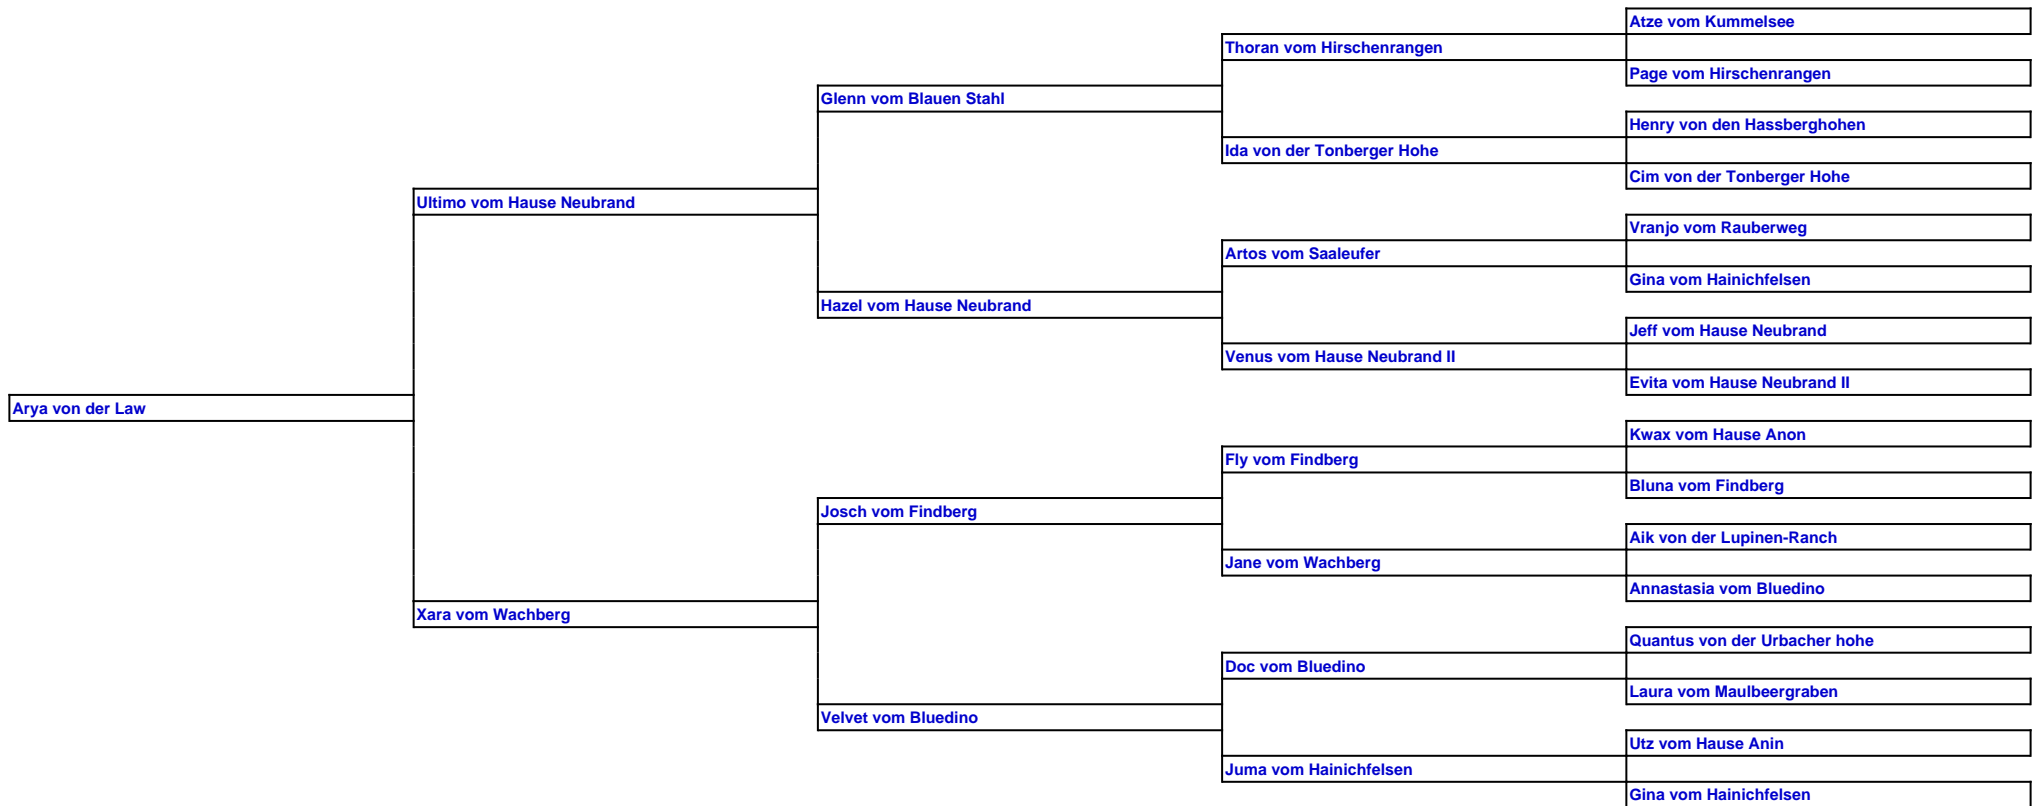 Atze vom Kummelsee
Thoran vom Hirschenrangen
Page vom Hirschenrangen
Glenn vom Blauen Stahl
Henry von den Hassberghohen
Ida von der Tonberger Hohe
Cim von der Tonberger Hohe
Ultimo vom Hause Neubrand
Vranjo vom Rauberweg
Artos vom Saaleufer
Gina vom Hainichfelsen
Hazel vom Hause Neubrand
Jeff vom Hause Neubrand
Venus vom Hause Neubrand II
Evita vom Hause Neubrand II
Arya von der Law
Kwax vom Hause Anon
Fly vom Findberg
Bluna vom Findberg
Josch vom Findberg
Aik von der Lupinen-Ranch
Jane vom Wachberg
Annastasia vom Bluedino
Xara vom Wachberg
Quantus von der Urbacher hohe
Doc vom Bluedino
Laura vom Maulbeergraben
Velvet vom Bluedino
Utz vom Hause Anin
Juma vom Hainichfelsen
Gina vom Hainichfelsen